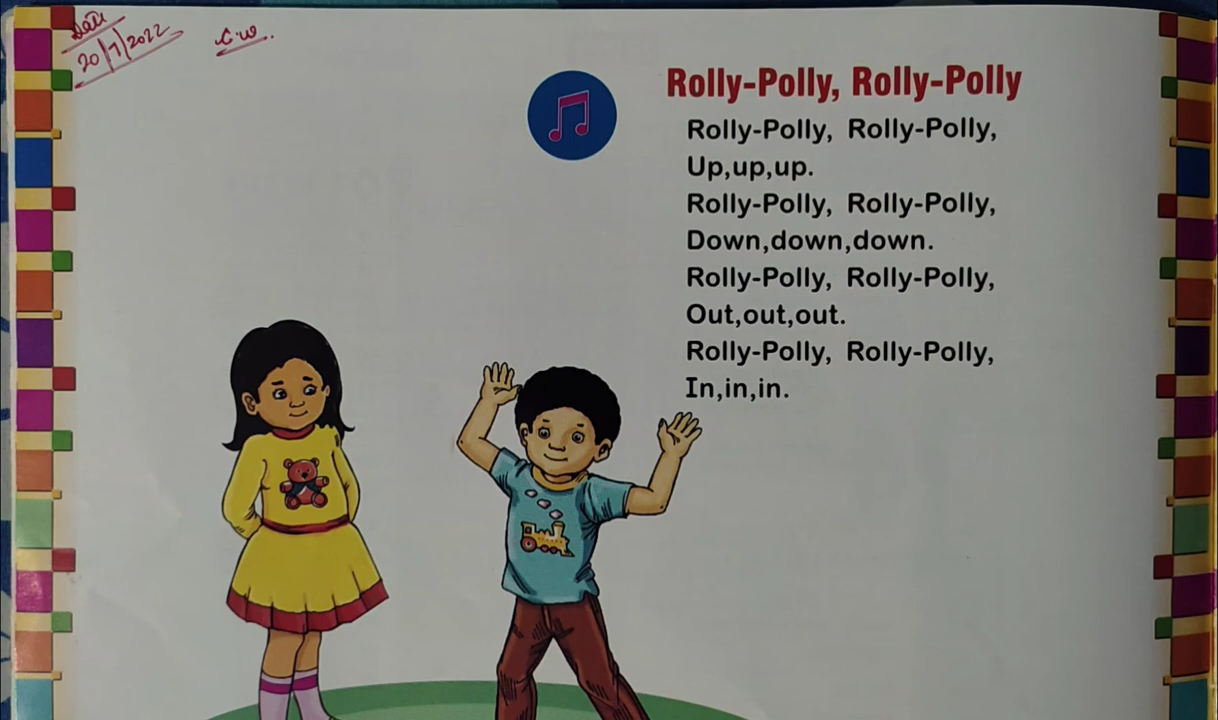 Date
20/7/2022
C.W.
Rolly-Polly, Rolly-Polly
Rolly-Polly, Rolly-Polly,
Up,up,up.
Rolly-Polly, Rolly-Polly,
Down,down,down.
Rolly-Polly, Rolly-Polly,
Out,out,out.
Rolly-Polly, Rolly-Polly,
In,in,in.